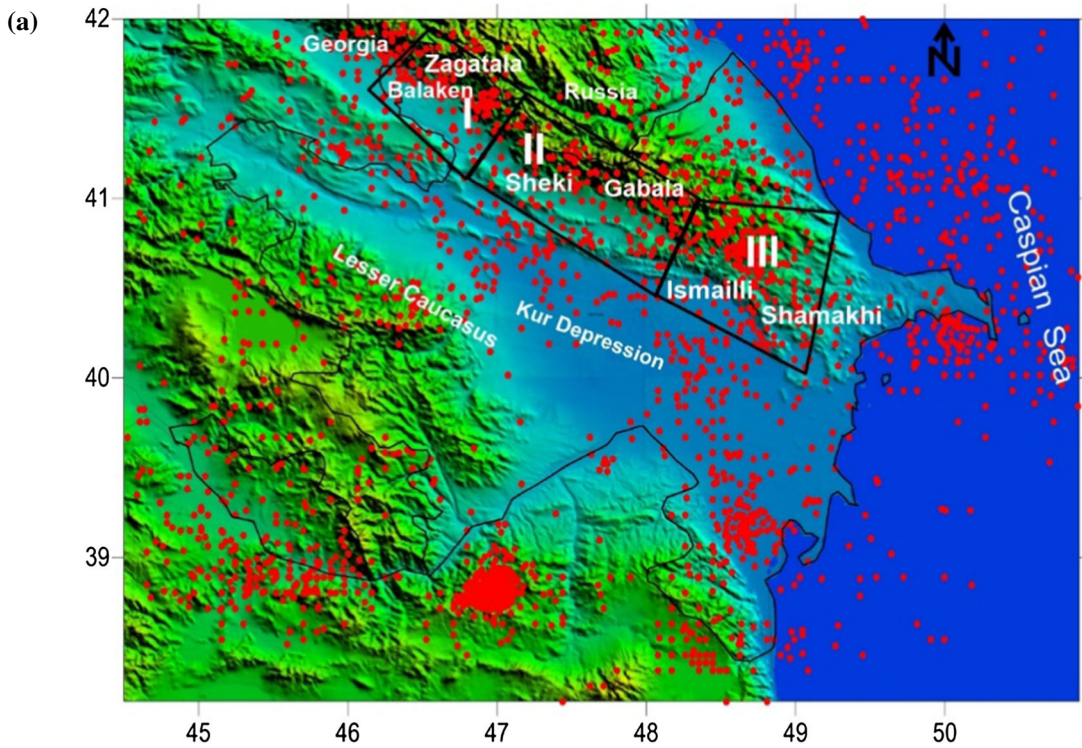 (a)
42
41
40
39
Georgia
Zagatala
Balaken
Russia
I
II
Sheki
Gabala
III
Ismailli
Shamakhi
Lesser Caucasus
Kur Depression
Caspian Sea
N
45 46 47 48 49 50